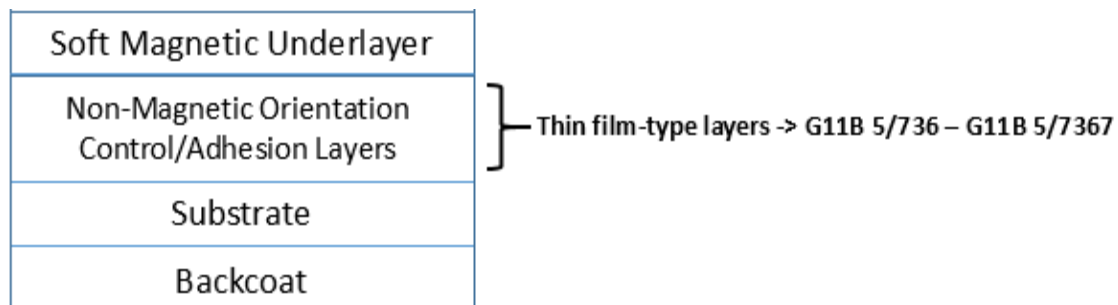 Soft Magnetic Underlayer
Non-Magnetic Orientation
Control/Adhesion Layers
Thin film-type layers -> G11B 5/736 – G11B 5/7367
Substrate
Backcoat